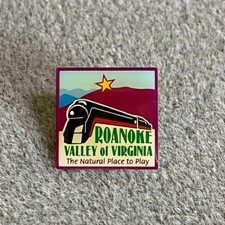 ROANOKE
VALLEY of VIRGINIA
The Natural Place to Play